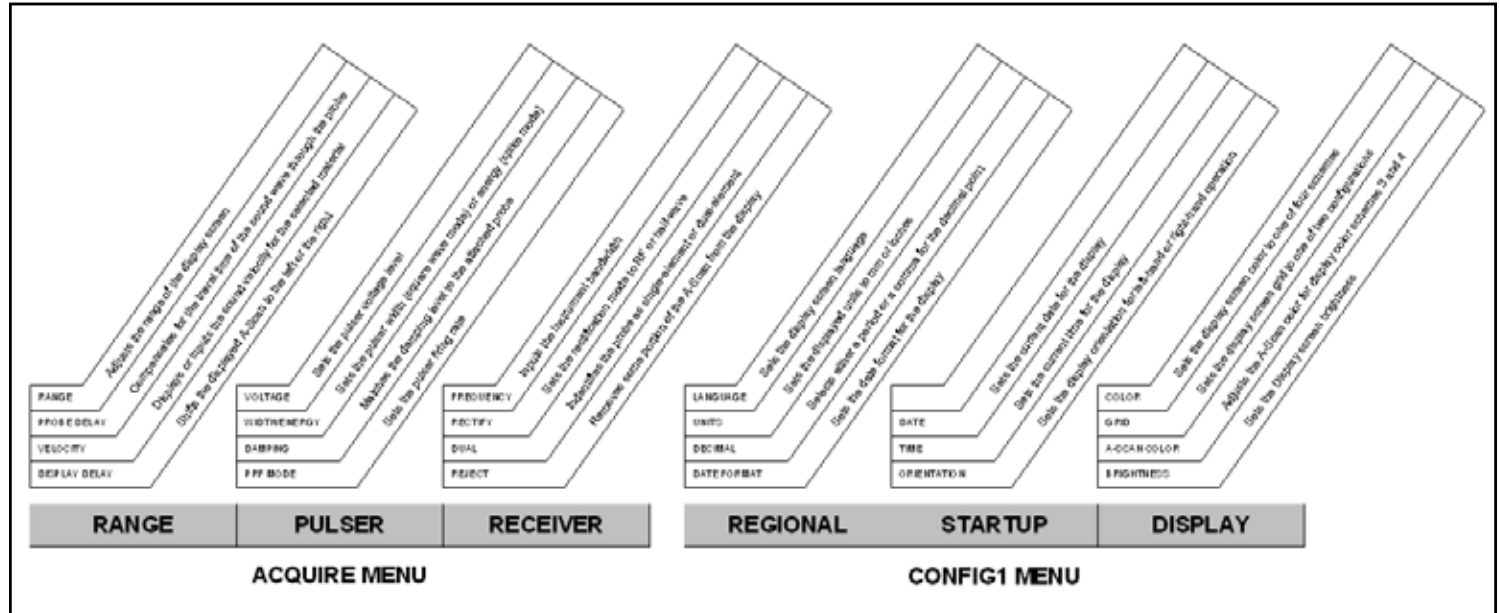 RANGE
Adjusts the range of the display screen
PROBE DELAY
Compensates for the travel time of the sound wave through the probe
VELOCITY
Displays or inputs the sound velocity for the selected material
DISPLAY DELAY
Shifts the displayed A-Scan to the left or the right
VOLTAGE
Sets the pulser voltage level
WIDTH/ENERGY
Sets the pulser width (square wave mode) or energy (spike mode)
DAMPING
Matches the damping level to the attached probe
PRF MODE
Sets the pulser firing rate
FREQUENCY
Inputs the instrument bandwidth
RECTIFY
Sets the rectification mode to RF or half-wave
DUAL
Indentifies the probe as single-element or dual-element
REJECT
some portion of the A-Scan from the display
LANGUAGE
Sets the display screen language
UNITS
Sets the displayed units to mm or inches
DECIMAL
Selects either a period or a comma for the decimal point
DATE FORMAT
Sets the date format for the display
DATE
Sets the current date for the display
TIME
Sets the current time for the display
ORIENTATION
Sets the display orientation for left-hand or right-hand operation
COLOR
Sets the display screen color to one of four schemes
GRID
Sets the display screen grid to one of two configurations
A-SCAN COLOR
Adjusts the A-Scan color for display color schemes 3 and 4
BRIGHTNESS
Sets the Display screen brightness
RANGE
PULSER
RECEIVER
REGIONAL
STARTUP
DISPLAY
ACQUIRE MENU
CONFIG1 MENU